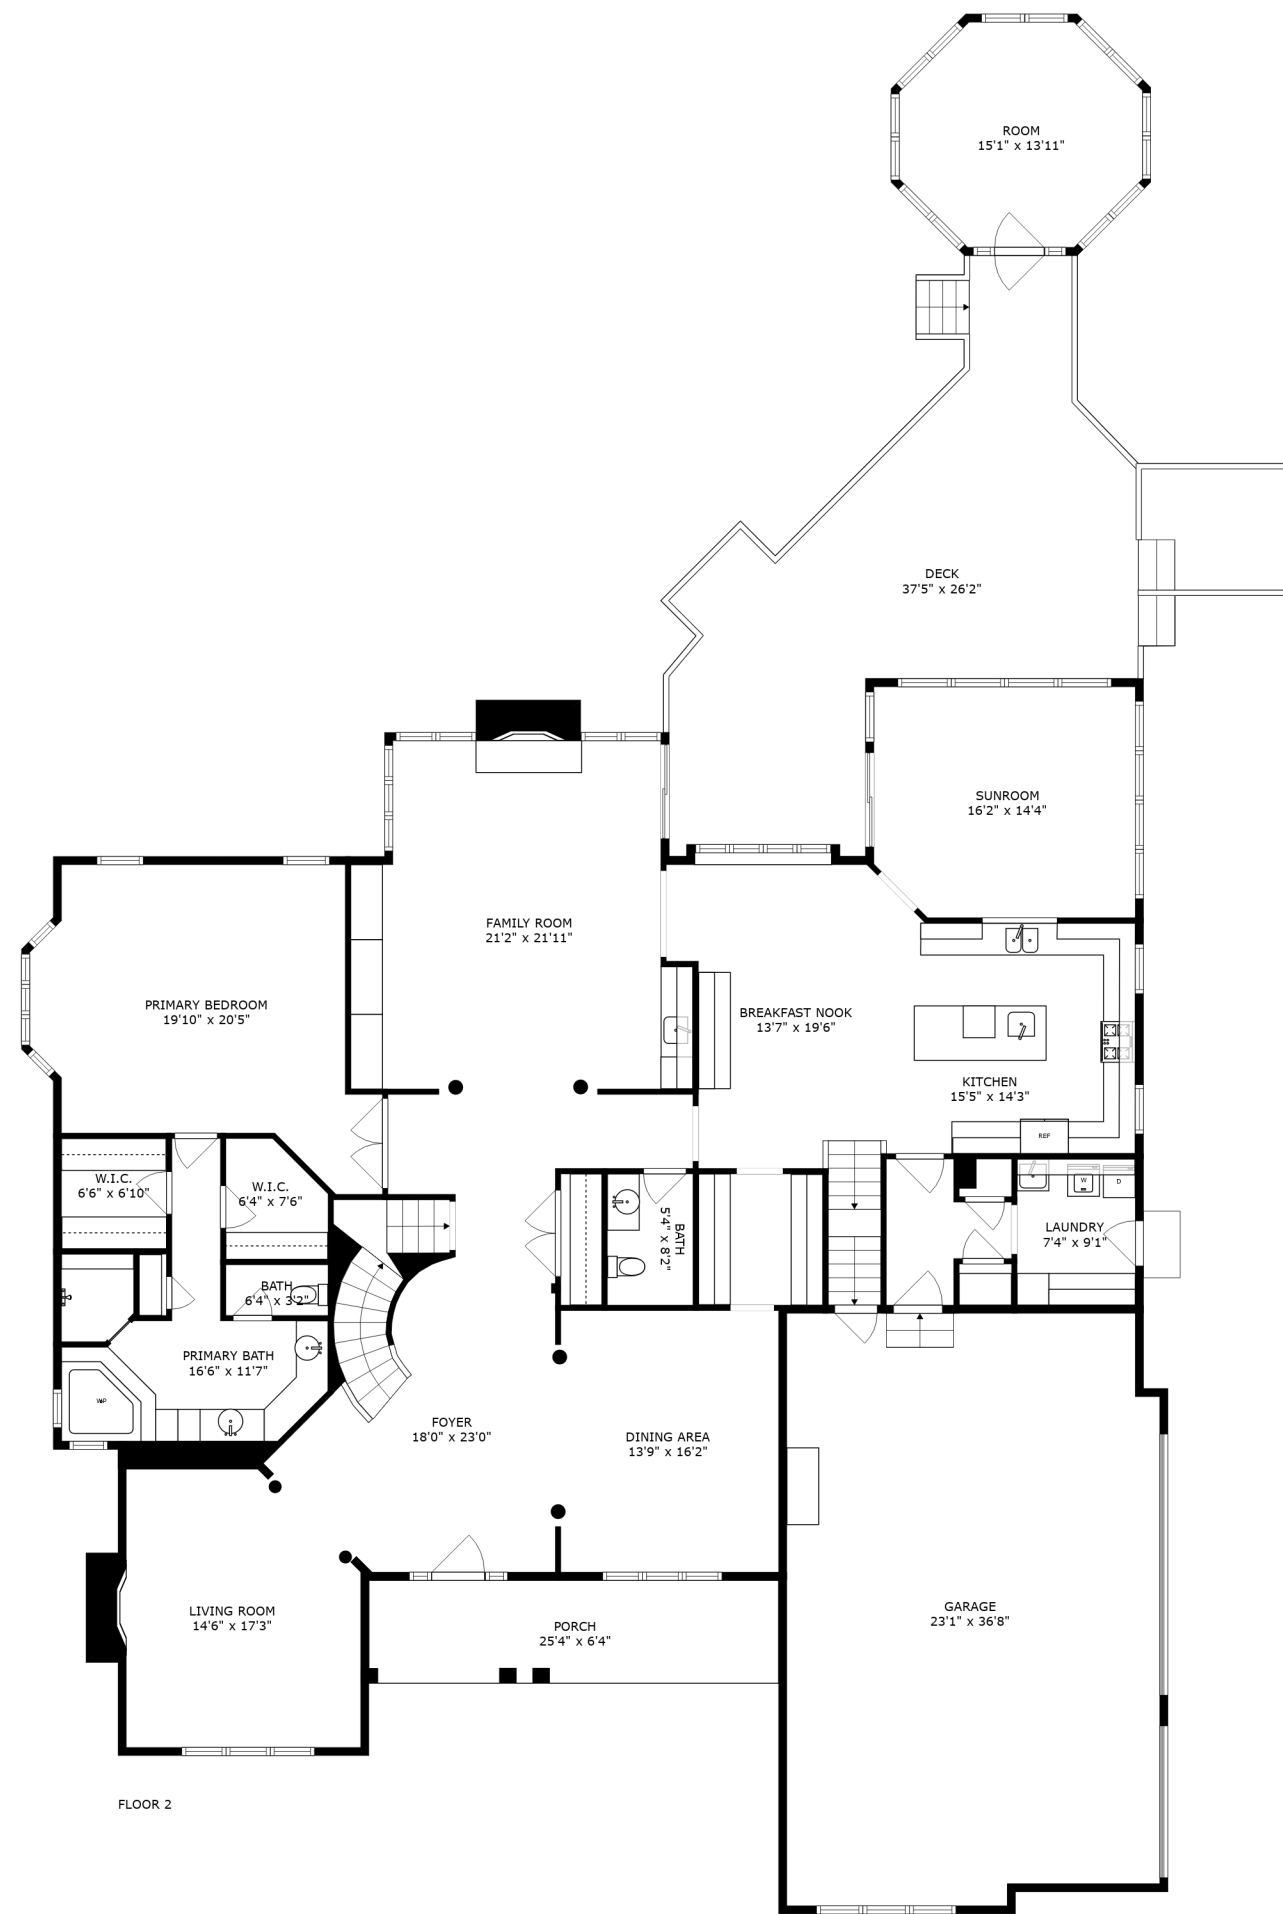 ROOM
15'1" x 13'11"
DECK
37'5" x 26'2"
SUNROOM
16'2" x 14'4"
FAMILY ROOM
21'2" x 21'11"
PRIMARY BEDROOM
19'10" x 20'5"
BREAKFAST NOOK
13'7" x 19'6"
KITCHEN
15'5" x 14'3"
REF
W.I.C.
6'6" x 6'10"
W.I.C.
6'4" x 7'6"
BATH
5'4" x 8'2"
W
D
LAUNDRY
7'4" x 9'1"
BATH
6'4" x 3'2"
PRIMARY BATH
16'6" x 11'7"
WP
FOYER
18'0" x 23'0"
DINING AREA
13'9" x 16'2"
LIVING ROOM
14'6" x 17'3"
PORCH
25'4" x 6'4"
GARAGE
23'1" x 36'8"
FLOOR 2